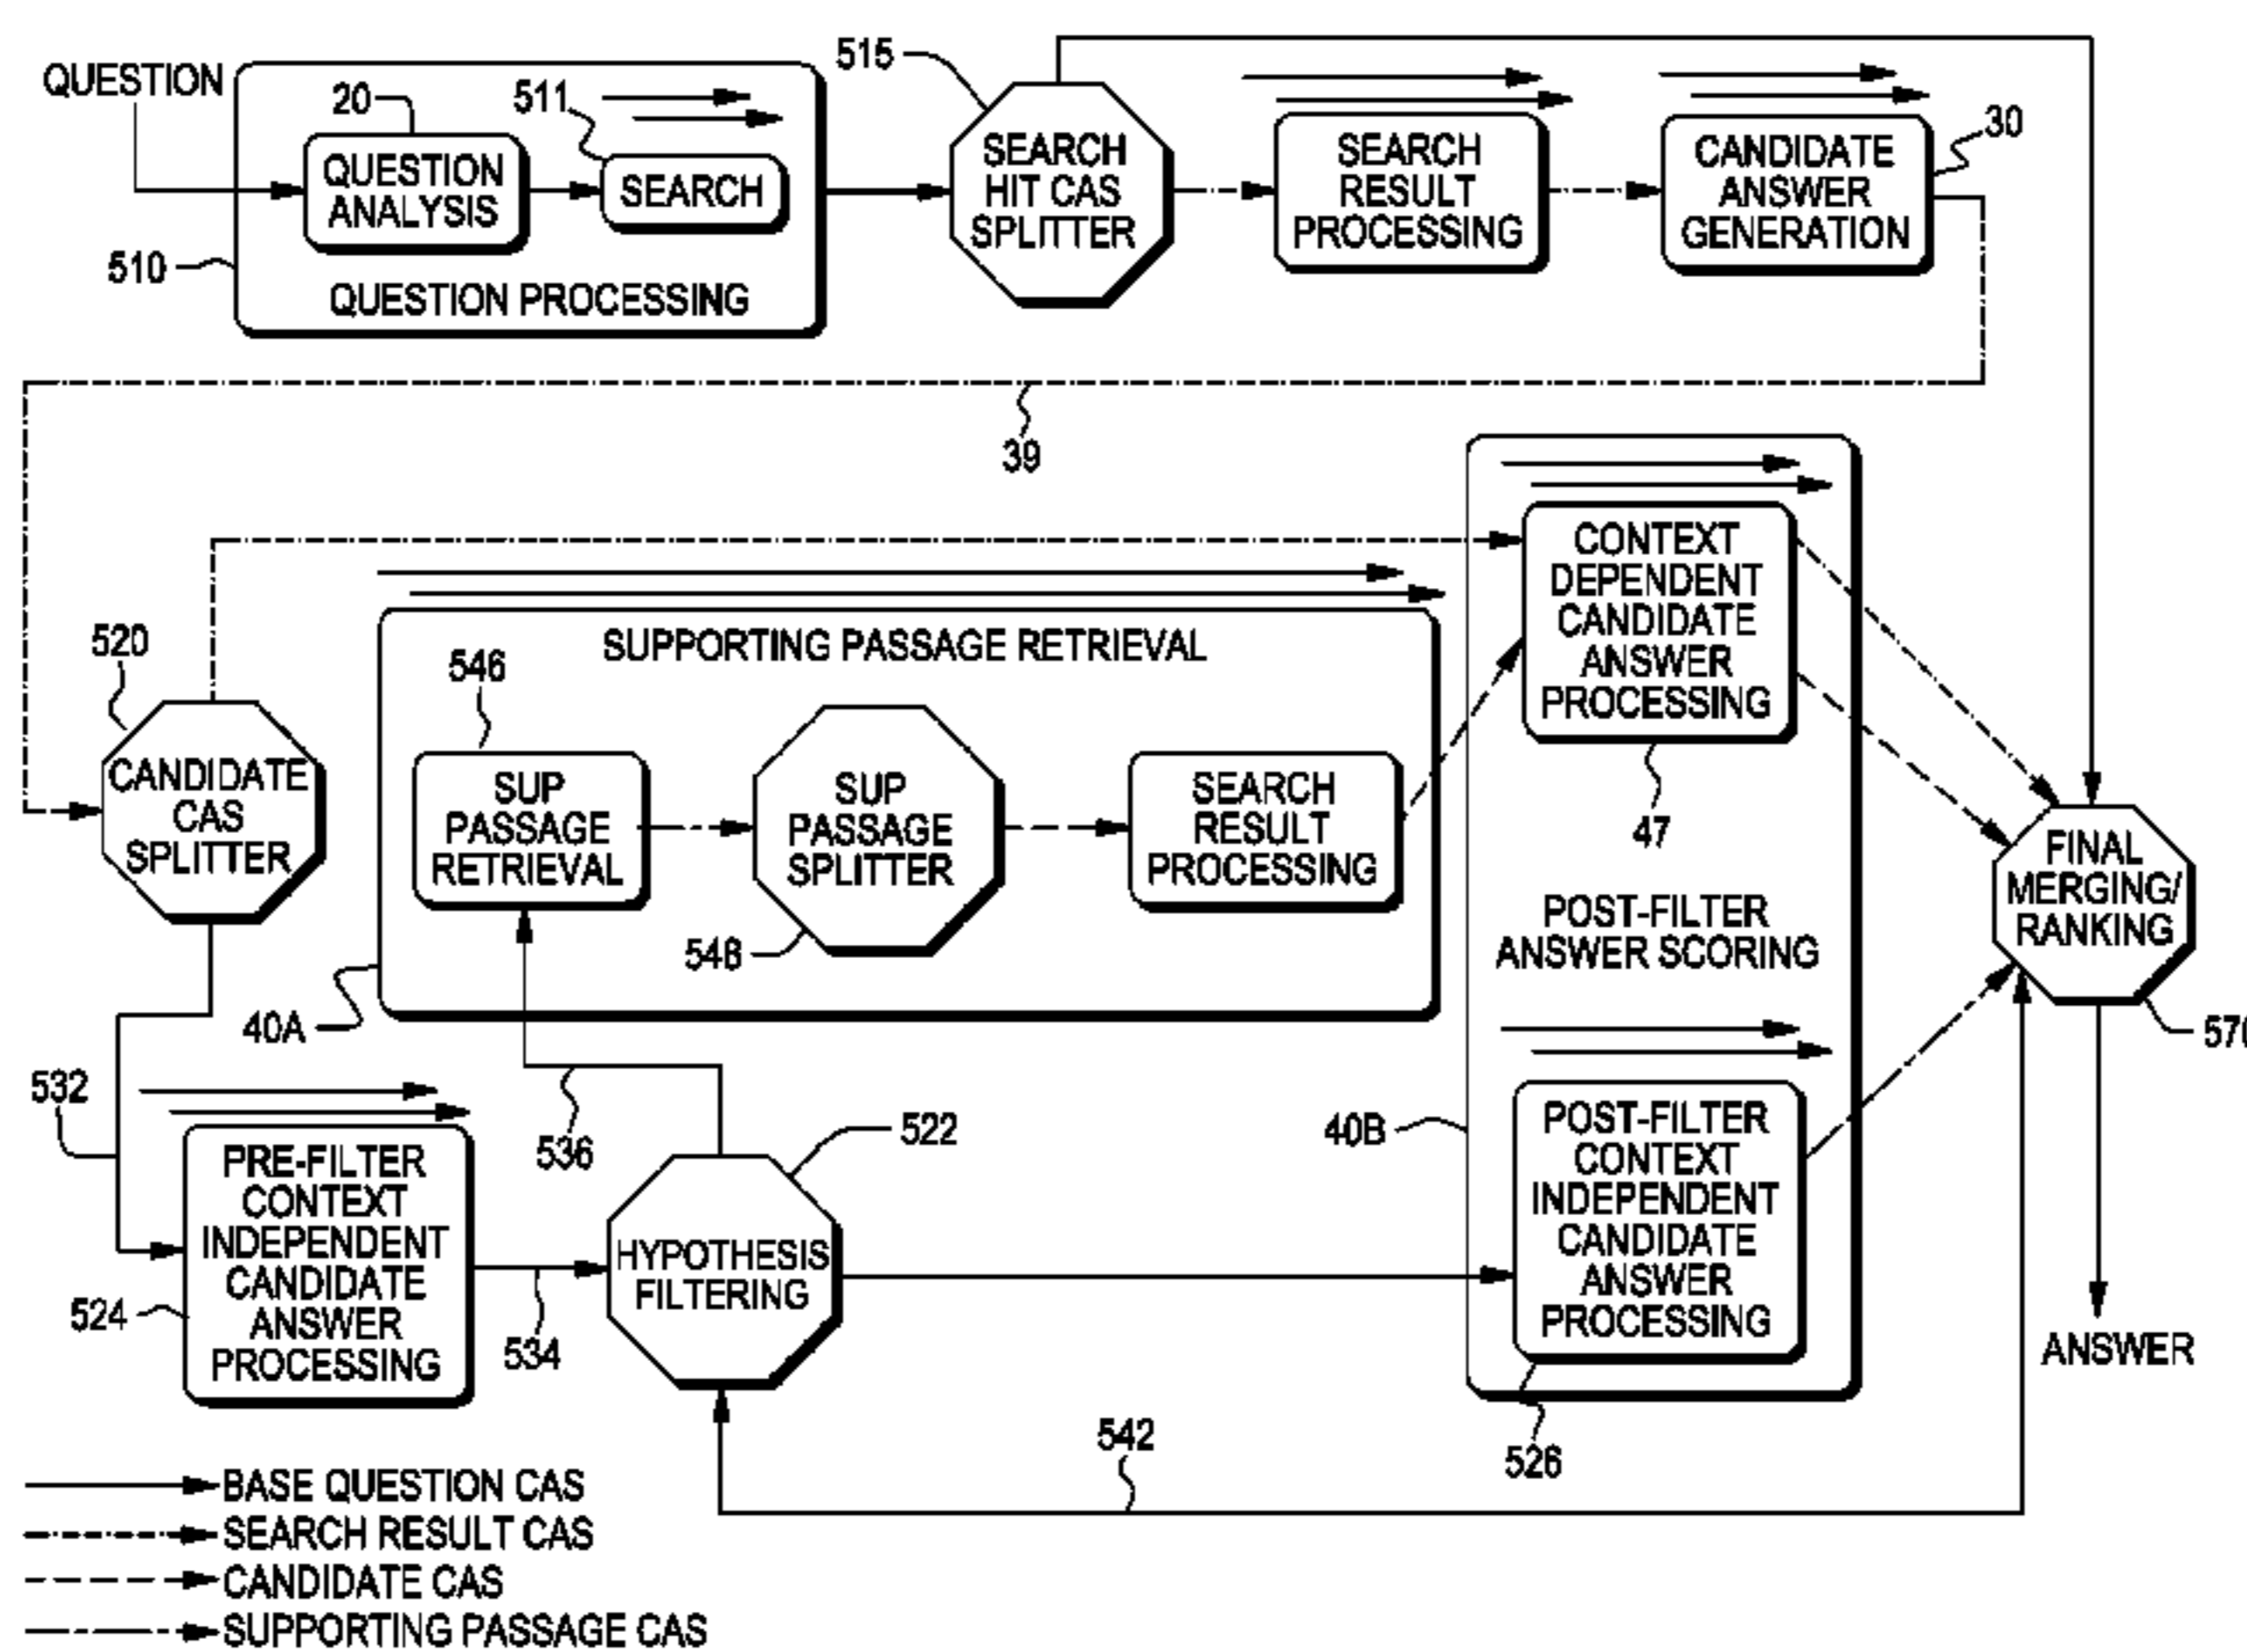 QUESTION
20
511
QUESTION
ANALYSIS
SEARCH
510
QUESTION PROCESSING
515
SEARCH
HIT CAS
SPLITTER
SEARCH
RESULT
PROCESSING
CANDIDATE
ANSWER
GENERATION
30
39
520
CANDIDATE
CAS
SPLITTER
SUPPORTING PASSAGE RETRIEVAL
546
SUP
PASSAGE
RETRIEVAL
SUP
PASSAGE
SPLITTER
548
SEARCH
RESULT
PROCESSING
40A
CONTEXT
DEPENDENT
CANDIDATE
ANSWER
PROCESSING
47
POST-FILTER
ANSWER SCORING
FINAL
MERGING/
RANKING
570
532
PRE-FILTER
CONTEXT
INDEPENDENT
CANDIDATE
ANSWER
PROCESSING
524
534
536
522
HYPOTHESIS
FILTERING
40B
POST-FILTER
CONTEXT
INDEPENDENT
CANDIDATE
ANSWER
PROCESSING
526
ANSWER
542
BASE QUESTION CAS
SEARCH RESULT CAS
CANDIDATE CAS
SUPPORTING PASSAGE CAS